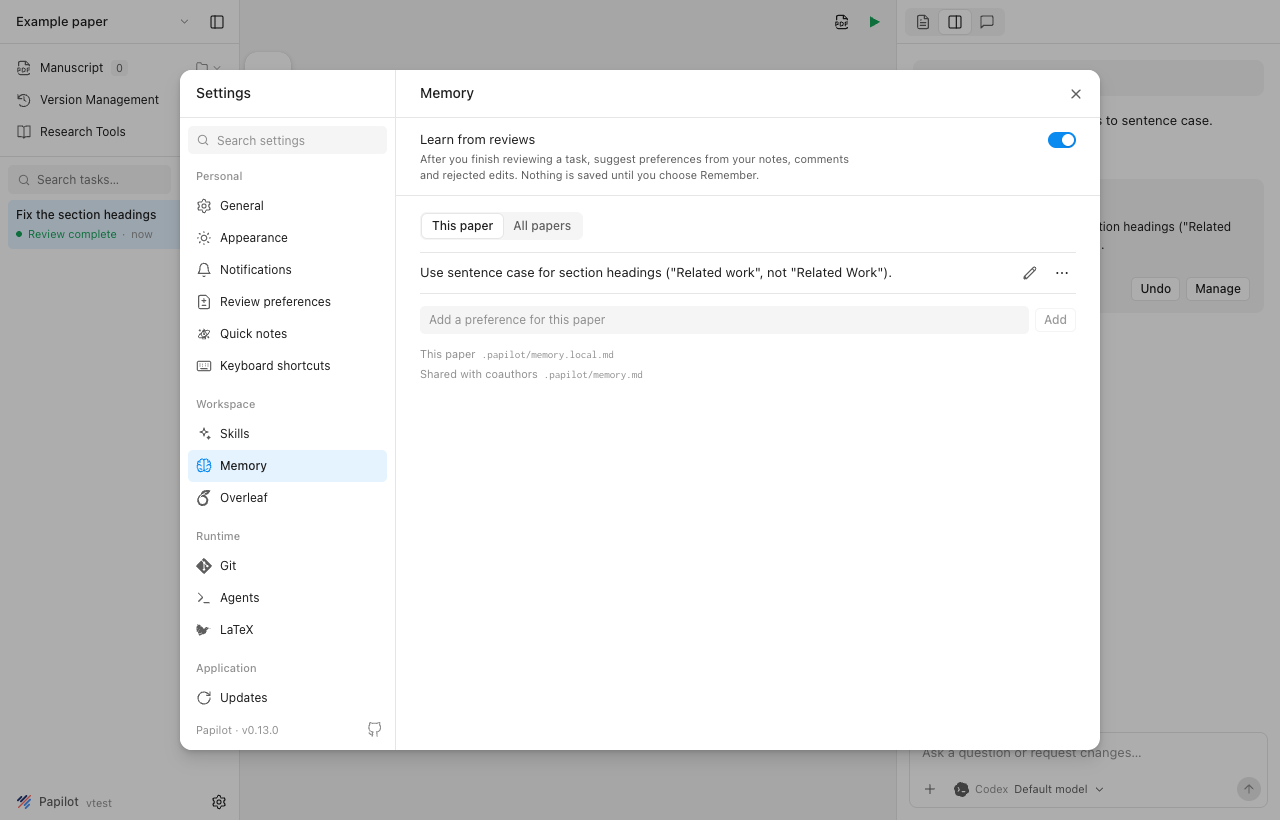 Example paper
PDF
PDF Manuscript 0
Version Management
Research Tools
Search tasks...
Fix the section headings
Review complete · now
Settings
Search settings
Personal
General
Appearance
Notifications
Review preferences
Quick notes
Keyboard shortcuts
Workspace
Skills
Memory
Overleaf
Runtime
Git
Agents
LaTeX
Application
Updates
Papilot · v0.13.0
Memory
Learn from reviews
After you finish reviewing a task, suggest preferences from your notes, comments
and rejected edits. Nothing is saved until you choose Remember.
This paper All papers
Use sentence case for section headings ("Related work", not "Related Work").
Add a preference for this paper Add
This paper .papilot/memory.local.md
Shared with coauthors .papilot/memory.md
to sentence case.
headings ("Related
Undo Manage
Ask a question or request changes...
Codex Default model
Papilot vtest